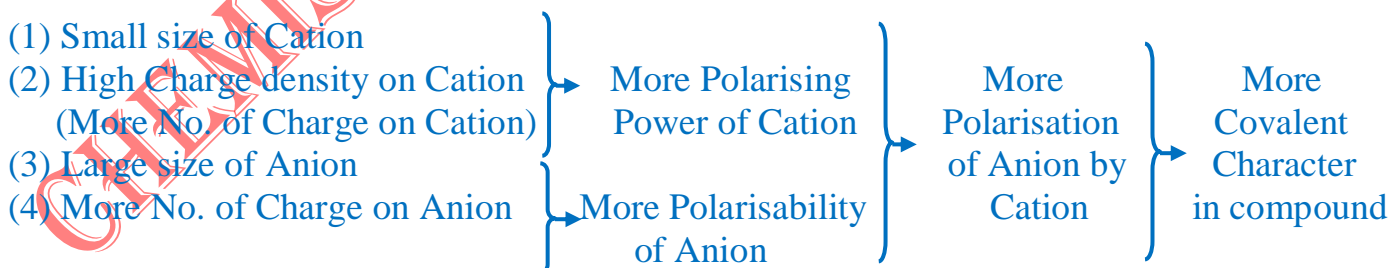 (1) Small size of Cation
(2) High Charge density on Cation
(More No. of Charge on Cation)
(3) Large size of Anion
(4) More No. of Charge on Anion
More Polarising
Power of Cation
More Polarisability
of Anion
More
Polarisation
of Anion by
Cation
More
Covalent
Character
in compound